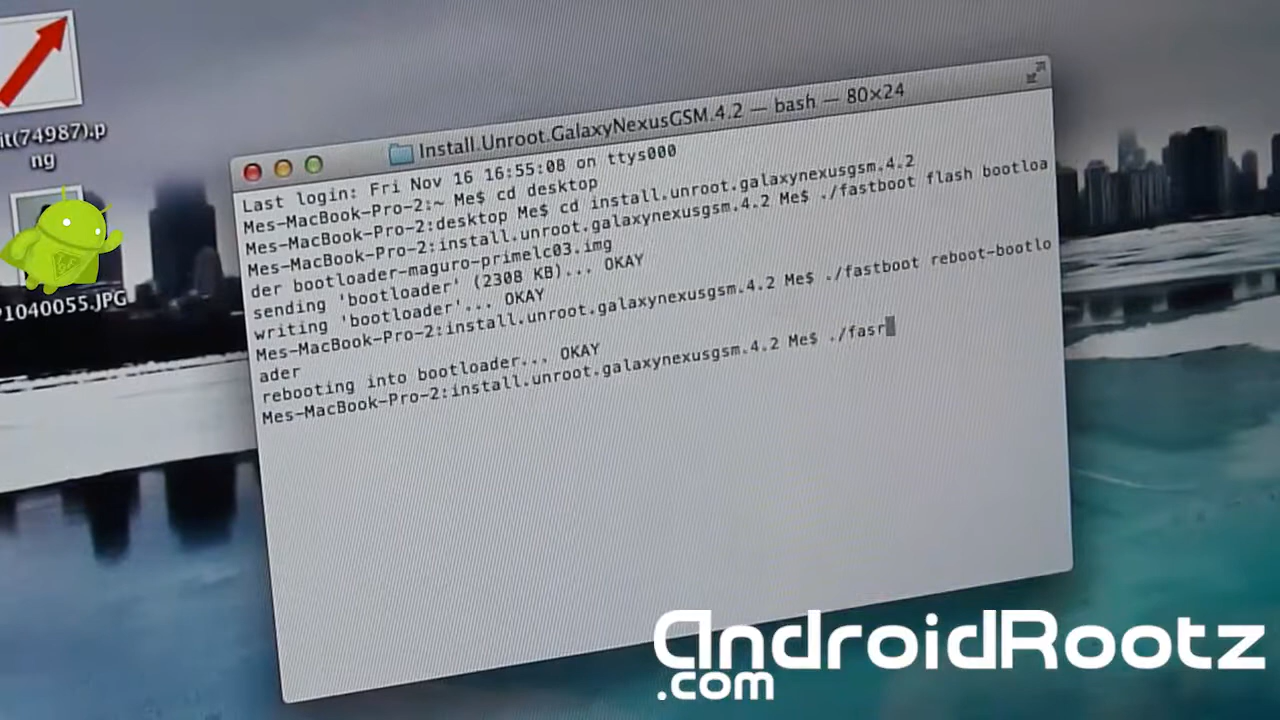 it(74987).p
ng
1040055.JPG
Install.Unroot.GalaxyNexusGSM.4.2 — bash — 80×24
Last login: Fri Nov 16 16:55:08 on ttys000
Mes-MacBook-Pro-2:~ Me$ cd desktop
Mes-MacBook-Pro-2:desktop Me$ cd install.unroot.galaxynexusgsm.4.2
Mes-MacBook-Pro-2:install.unroot.galaxynexusgsm.4.2 Me$ ./fastboot flash bootloa
der bootloader-maguro-primelc03.img
sending 'bootloader' (2308 KB)... OKAY
writing 'bootloader'... OKAY
Mes-MacBook-Pro-2:install.unroot.galaxynexusgsm.4.2 Me$ ./fastboot reboot-bootlo
ader
rebooting into bootloader... OKAY
Mes-MacBook-Pro-2:install.unroot.galaxynexusgsm.4.2 Me$ ./fasr
AndroidRootz
.com